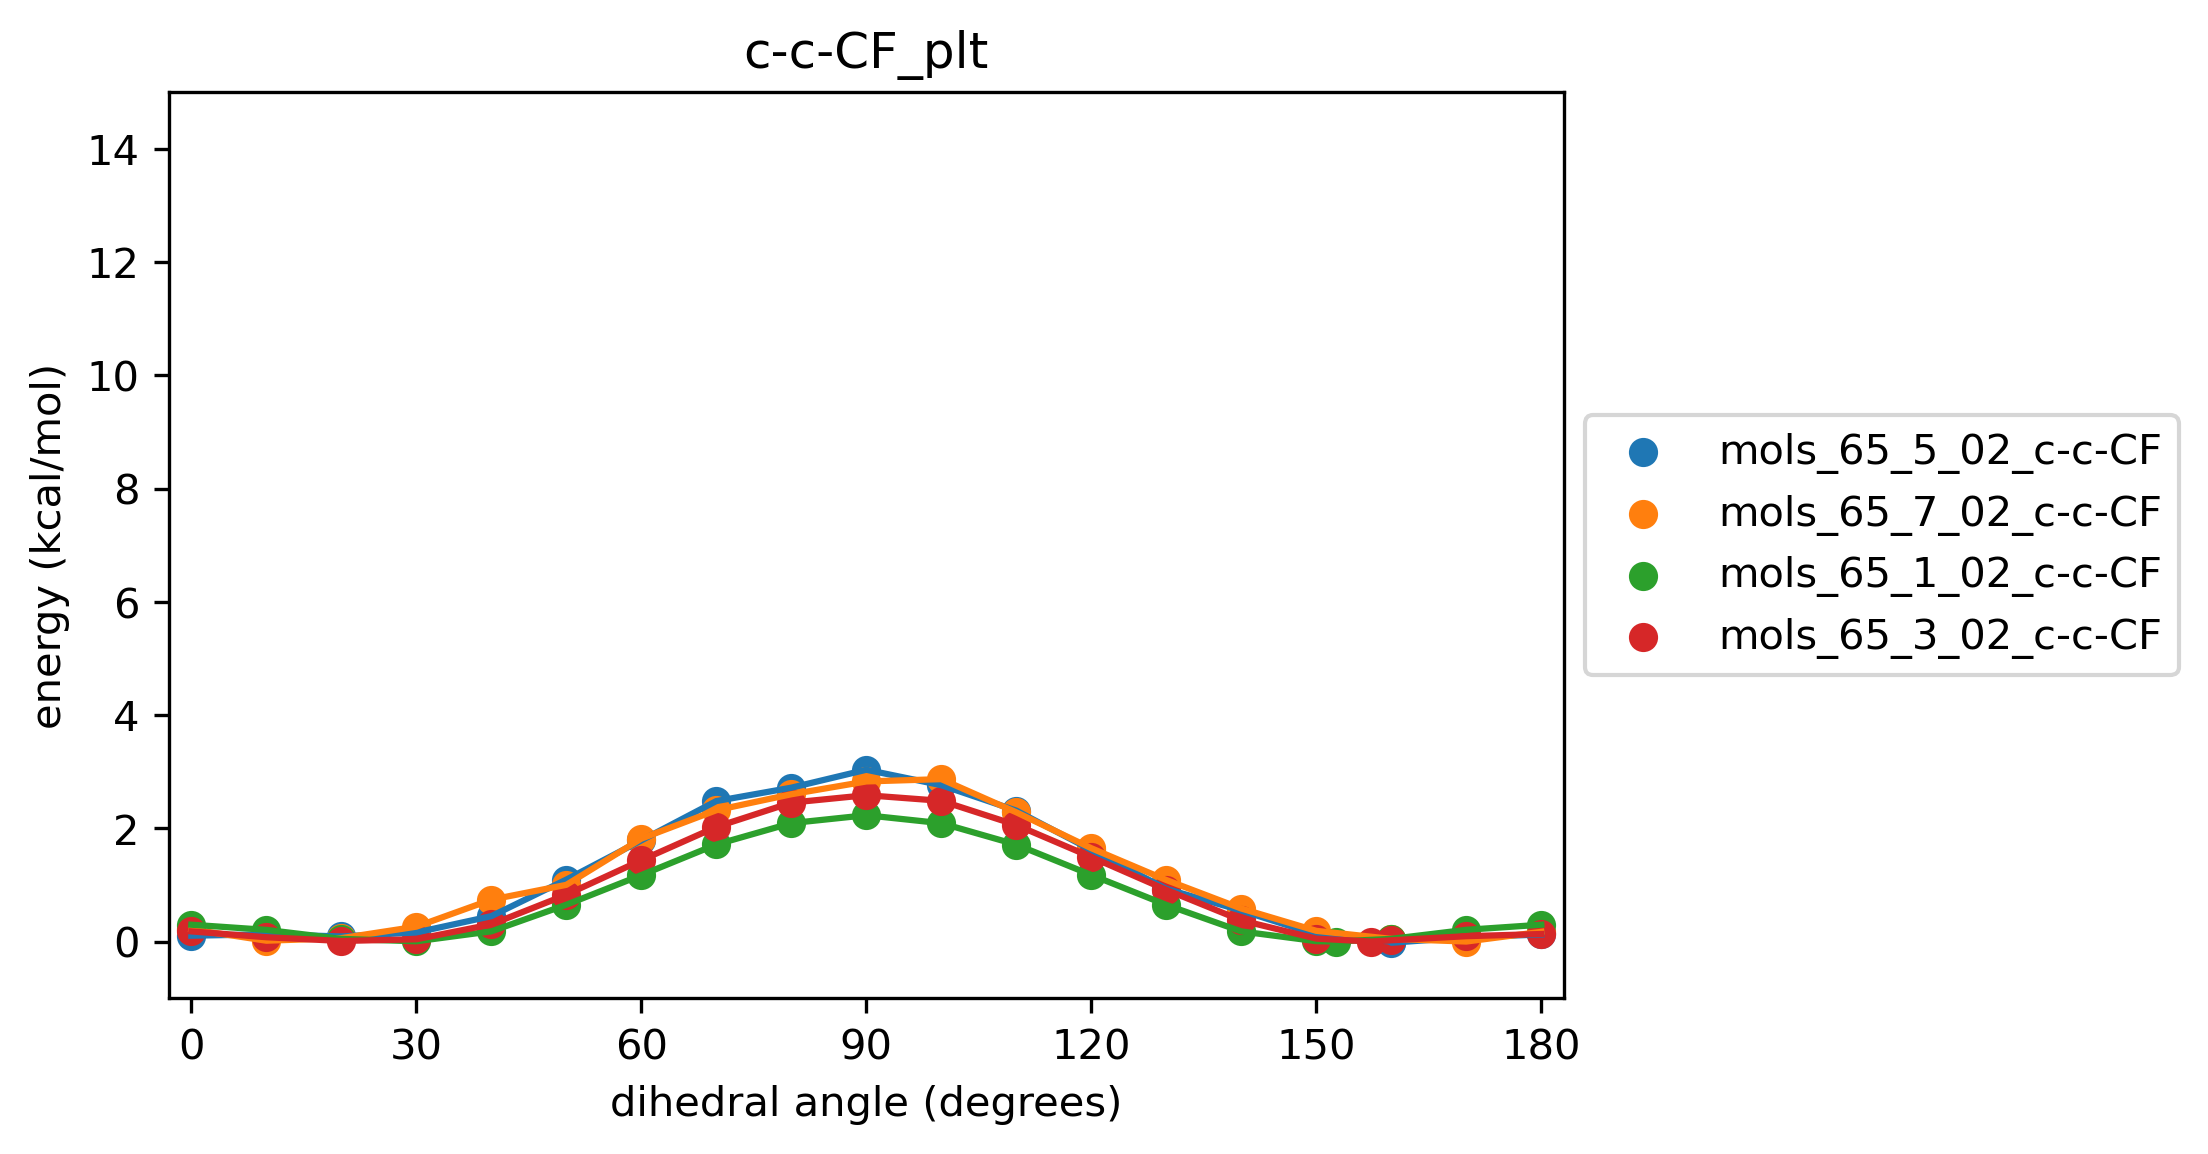 c-c-CF_plt
energy (kcal/mol)
14
12
10
8
6
4
2
0
0 30 60 90 120 150 180
dihedral angle (degrees)
mols_65_5_02_c-c-CF
mols_65_7_02_c-c-CF
mols_65_1_02_c-c-CF
mols_65_3_02_c-c-CF